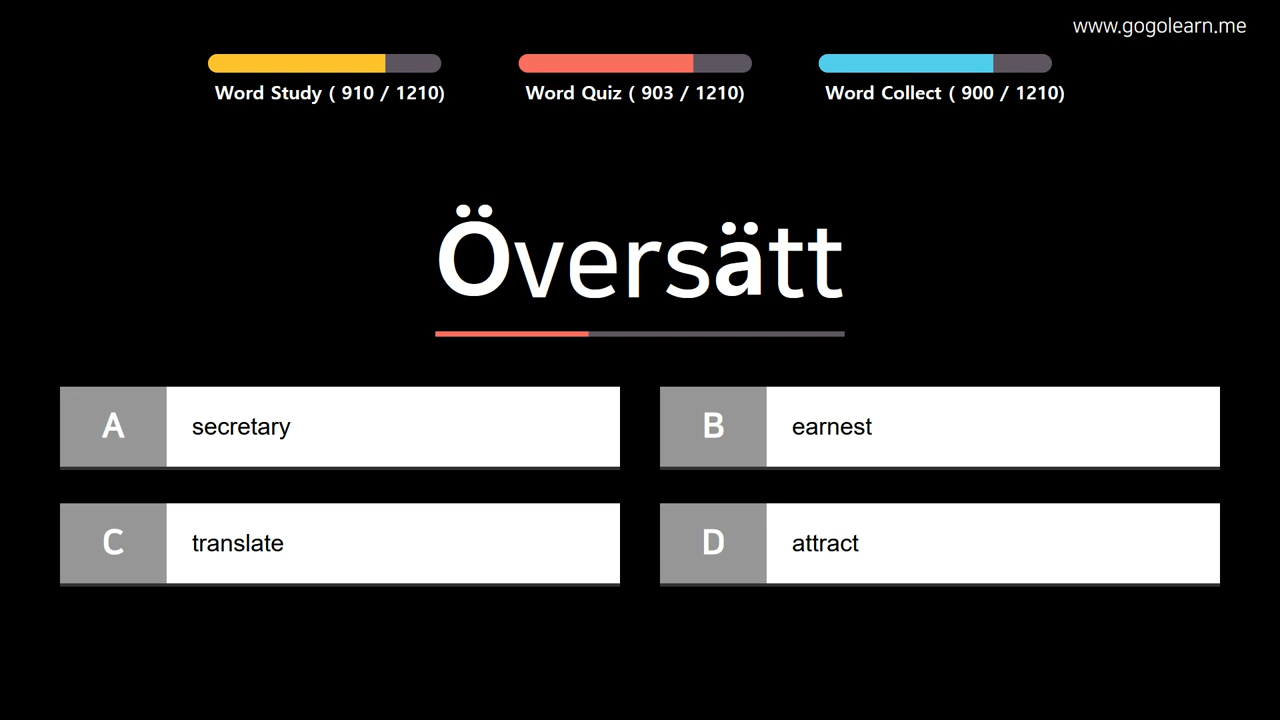 www.gogolearn.me
Word Study ( 910 / 1210)
Word Quiz ( 903 / 1210)
Word Collect ( 900 / 1210)
Översätt
A secretary
B earnest
C translate
D attract